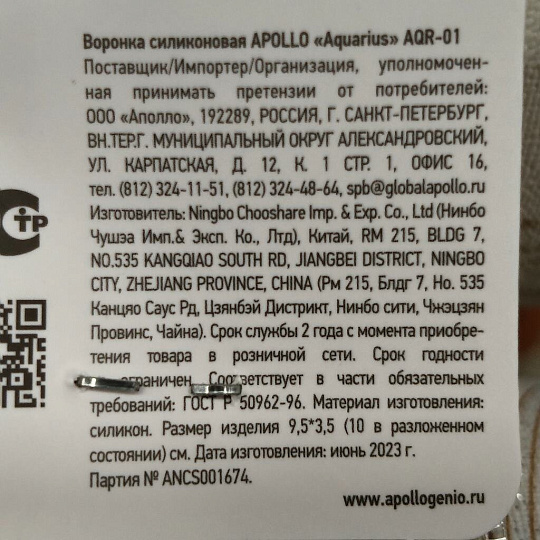 Воронка силиконовая APOLLO «Aquarius» AQR-01
Поставщик/Импортер/Организация, уполномочен-
ная принимать претензии от потребителей:
ООО «Аполло», 192289, РОССИЯ, Г. САНКТ-ПЕТЕРБУРГ,
ВН.ТЕР.Г. МУНИЦИПАЛЬНЫЙ ОКРУГ АЛЕКСАНДРОВСКИЙ,
УЛ. КАРПАТСКАЯ, Д. 12, К. 1 СТР. 1, ОФИС 16,
тел. (812) 324-11-51, (812) 324-48-64, spb@globalapollo.ru
Изготовитель: Ningbo Chooshare Imp. & Exp. Co., Ltd (Нинбо
Чушэа Имп.& Эксп. Ко., Лтд), Китай, RM 215, BLDG 7,
NO.535 KANGQIAO SOUTH RD, JIANGBEI DISTRICT, NINGBO
CITY, ZHEJIANG PROVINCE, CHINA (Рм 215, Блдг 7, Но. 535
Канцяо Саус Рд, Цзянбэй Дистрикт, Нинбо сити, Чжэцзян
Провинс, Чайна). Срок службы 2 года с момента приобре-
тения товара в розничной сети. Срок годности
ограничен. Соответствует в части обязательных
требований: ГОСТ Р 50962-96. Материал изготовления:
силикон. Размер изделия 9,5*3,5 (10 в разложенном
состоянии) см. Дата изготовления: июнь 2023 г.
Партия № ANCS001674.
www.apollogenio.ru